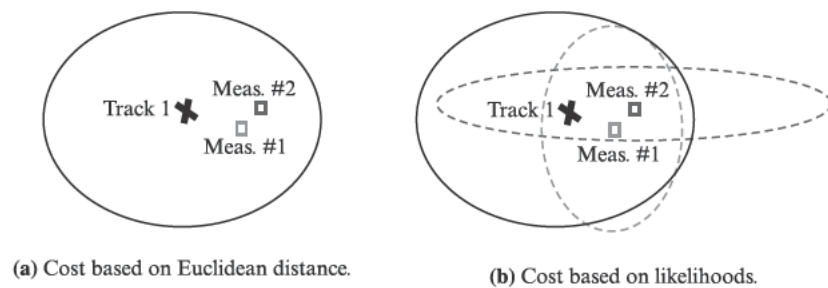 Track 1
Meas. #2
Meas. #1
(a) Cost based on Euclidean distance.
Track 1
Meas. #2
Meas. #1
(b) Cost based on likelihoods.